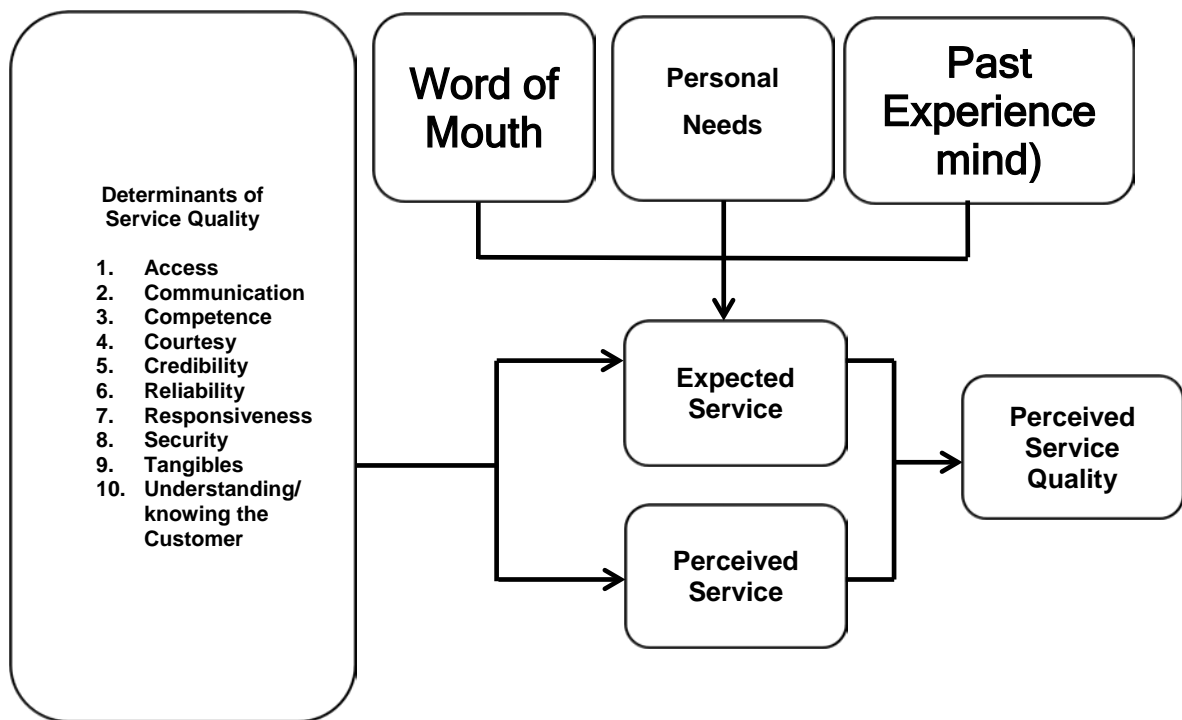 Word of
Mouth
Personal
Needs
Past
Experience
mind)
Determinants of
Service Quality
1. Access
2. Communication
3. Competence
4. Courtesy
5. Credibility
6. Reliability
7. Responsiveness
8. Security
9. Tangibles
10. Understanding/
knowing the
Customer
Expected
Service
Perceived
Service
Perceived
Service
Quality